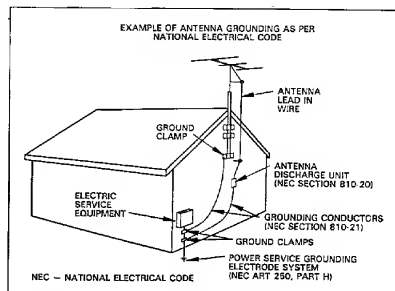 EXAMPLE OF ANTENNA GROUNDING AS PER
NATIONAL ELECTRICAL CODE
ANTENNA
LEAD IN
WIRE
GROUND
CLAMP
ANTENNA
DISCHARGE UNIT
(NEC SECTION 810-20)
ELECTRIC
SERVICE
EQUIPMENT
GROUNDING CONDUCTORS
(NEC SECTION 810-21)
GROUND CLAMPS
POWER SERVICE GROUNDING
ELECTRODE SYSTEM
(NEC ART 250, PART H)
NEC – NATIONAL ELECTRICAL CODE